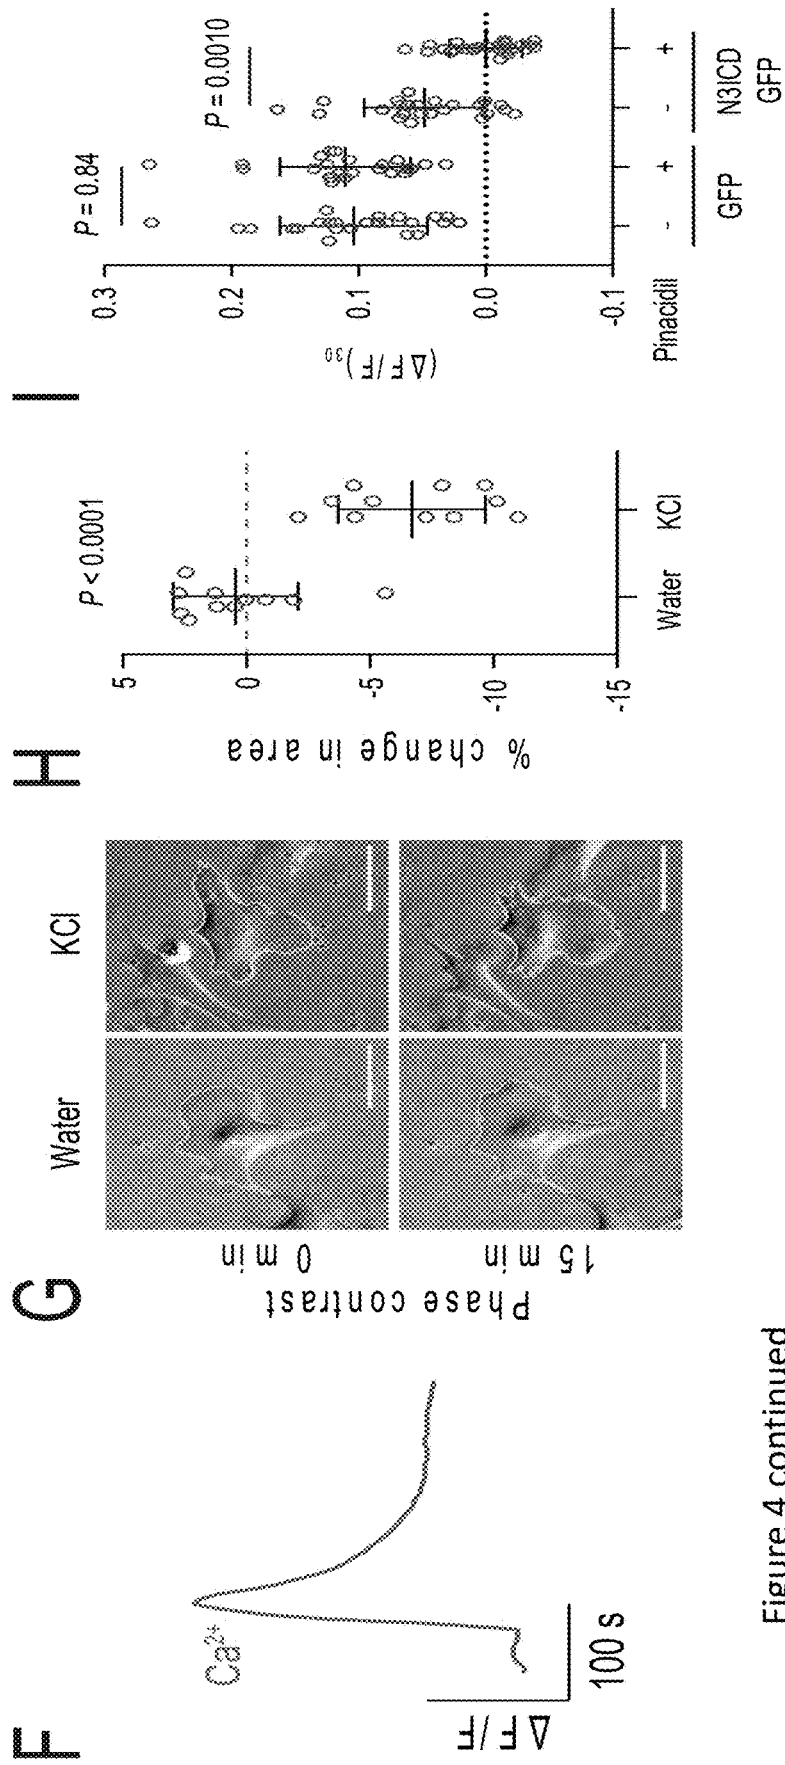 F
Ca²⁺
ΔF/F
100 s
G
Water
KCl
Phase contrast
0 min
15 min
H
P < 0.0001
% change in area
5
0
-5
-10
-15
Water
KCl
I
P = 0.84
P = 0.0010
(ΔF/F)₃₀
0.3
0.2
0.1
0.0
-0.1
Pinacidil
-
+
-
+
GFP
N3ICD
GFP
Figure 4 continued